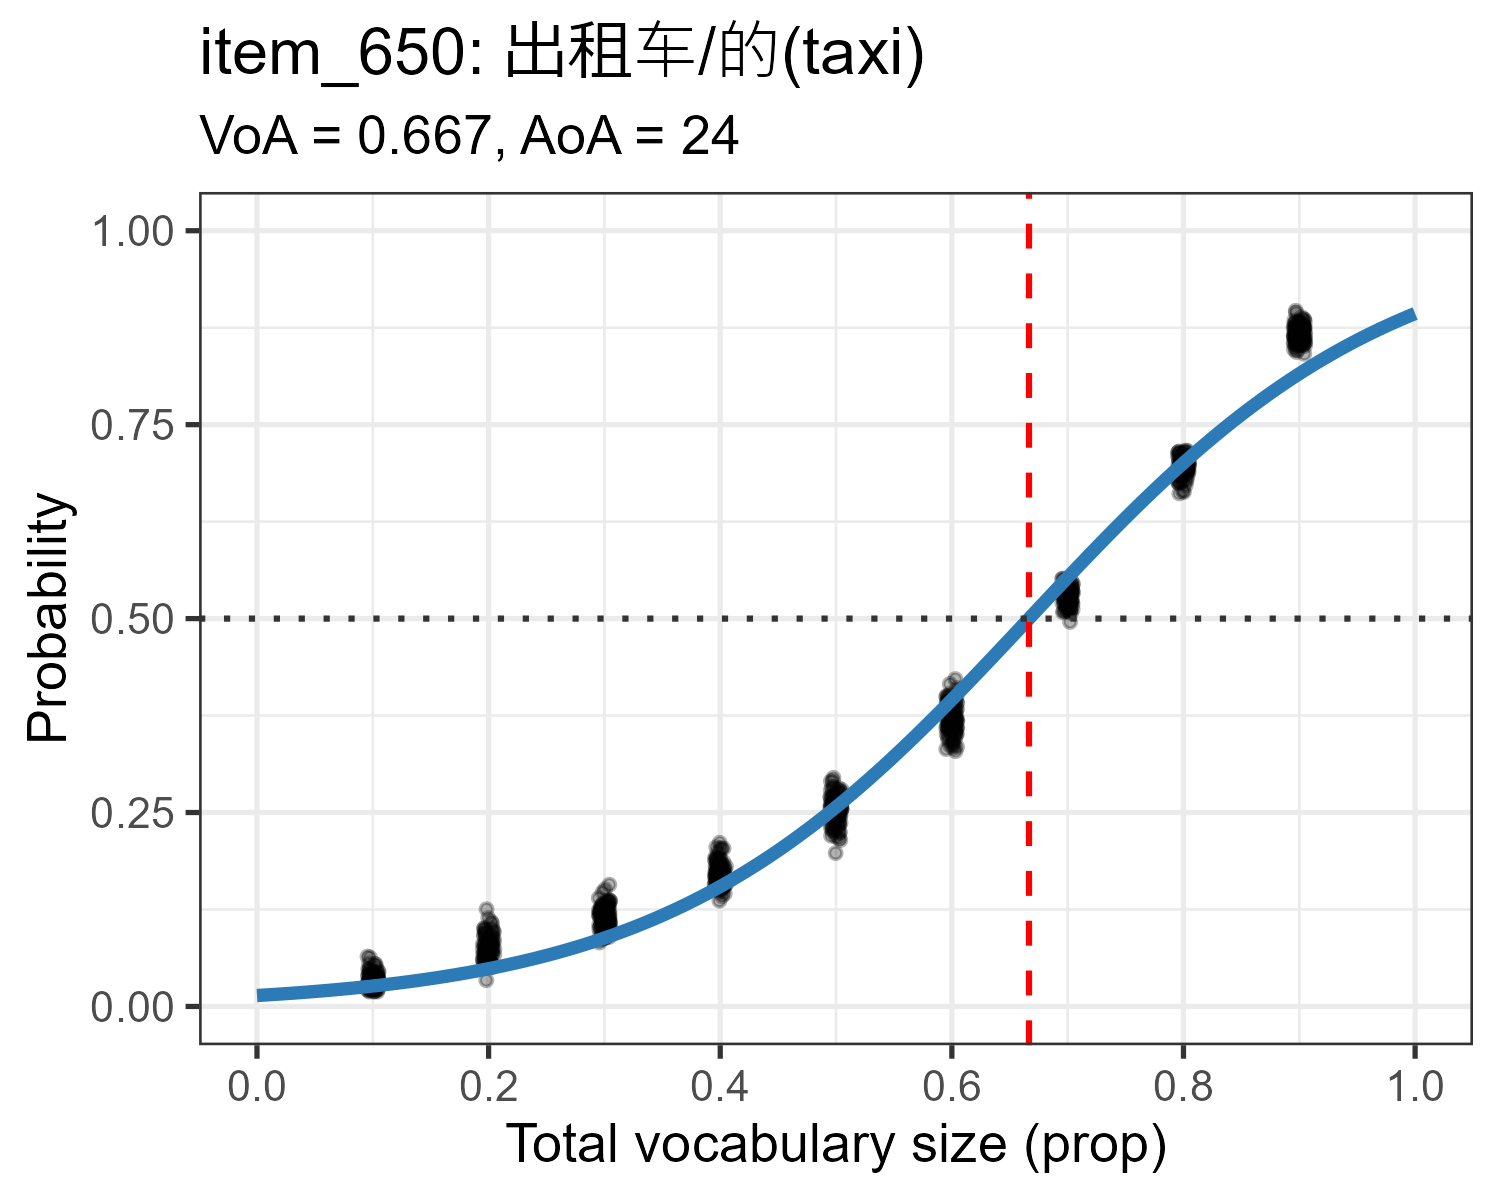 item_650: 出租车/的(taxi)
VoA = 0.667, AoA = 24
1.00
0.75
0.50
0.25
0.00
Probability
0.0 0.2 0.4 0.6 0.8 1.0
Total vocabulary size (prop)